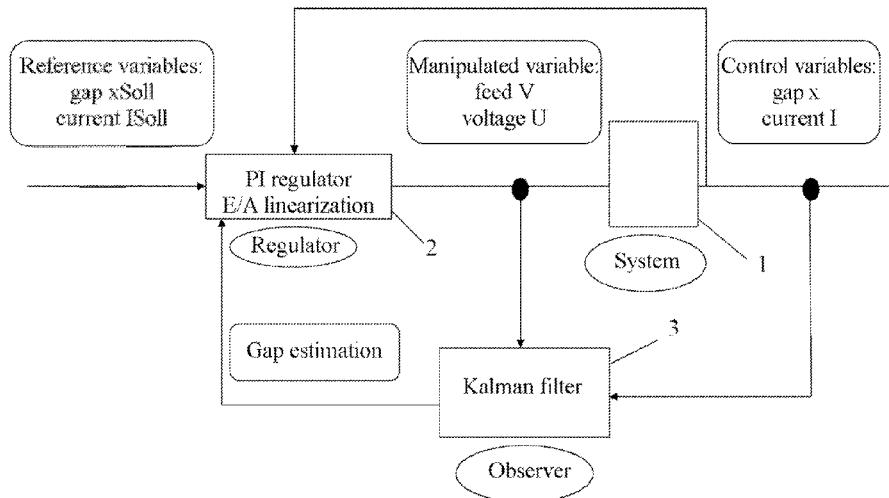 Reference variables:
gap xSoll
current ISoll
Manipulated variable:
feed V
voltage U
Control variables:
gap x
current I
PI regulator
E/A linearization
Regulator
2
System
1
Gap estimation
3
Kalman filter
Observer